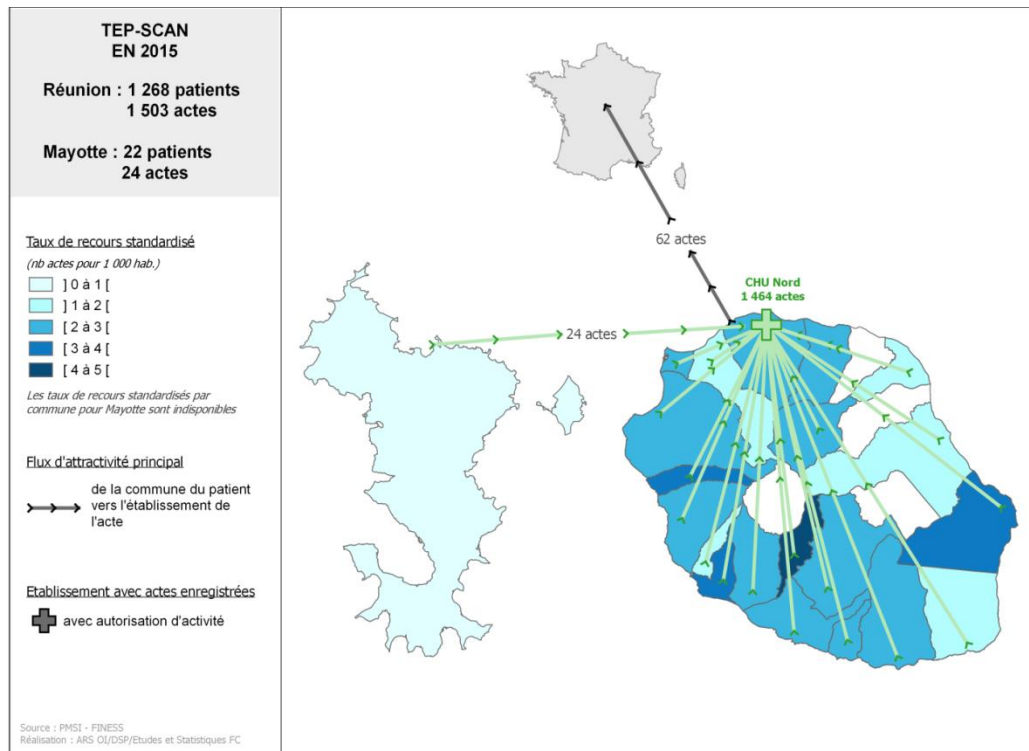 TEP-SCAN
EN 2015
Réunion : 1 268 patients
1 503 actes
Mayotte : 22 patients
24 actes
Taux de recours standardisé
(nb actes pour 1 000 hab.)
] 0 à 1 [
] 1 à 2 [
[ 2 à 3 [
[ 3 à 4 [
[ 4 à 5 [
Les taux de recours standardisés par
commune pour Mayotte sont indisponibles
Flux d'attractivité principal
de la commune du patient
vers l'établissement de
l'acte
Etablissement avec actes enregistrées
avec autorisation d'activité
Source : PMSI - FINESS
Réalisation : ARS OI/DSP/Etudes et Statistiques FC
62 actes
CHU Nord
1 464 actes
24 actes